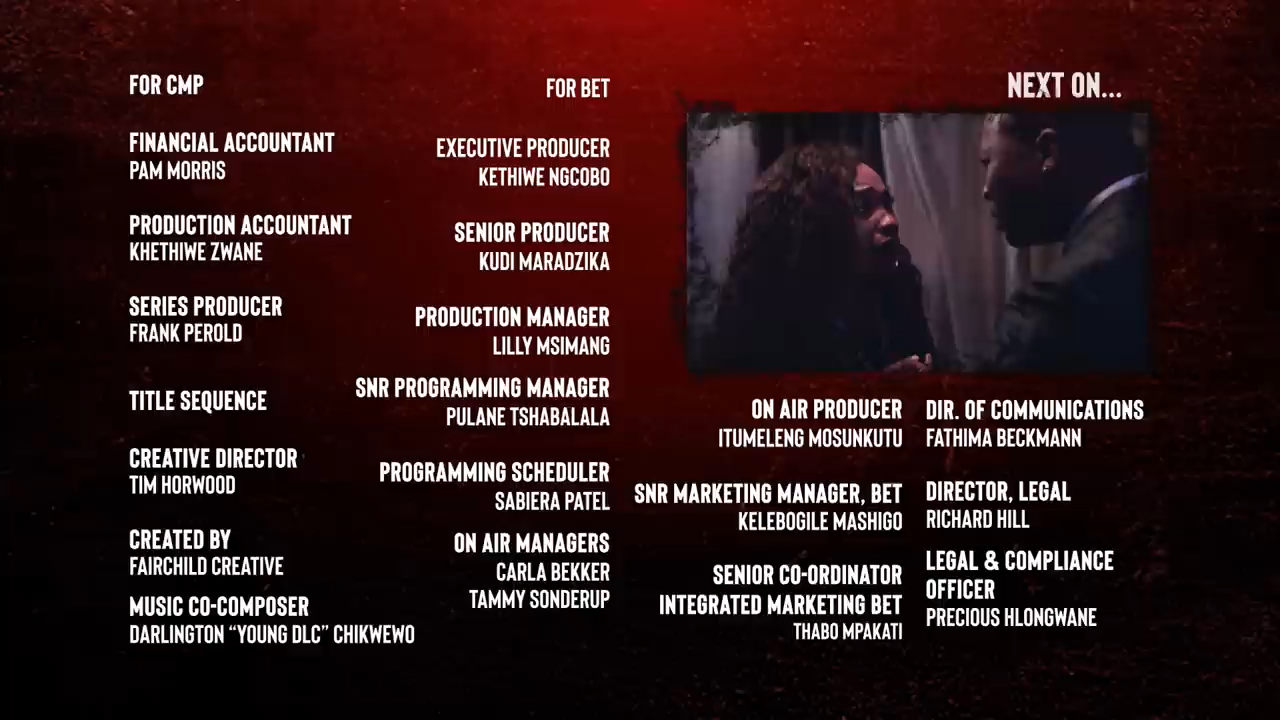 FOR CMP
FINANCIAL ACCOUNTANT
PAM MORRIS
PRODUCTION ACCOUNTANT
KHETHIWE ZWANE
SERIES PRODUCER
FRANK PEROLD
TITLE SEQUENCE
CREATIVE DIRECTOR
TIM HORWOOD
CREATED BY
FAIRCHILD CREATIVE
MUSIC CO-COMPOSER
DARLINGTON “YOUNG DLC” CHIKWEWO
FOR BET
EXECUTIVE PRODUCER
KETHIWE NGCOBO
SENIOR PRODUCER
KUDI MARADZIKA
PRODUCTION MANAGER
LILLY MSIMANG
SNR PROGRAMMING MANAGER
PULANE TSHABALALA
PROGRAMMING SCHEDULER
SABIERA PATEL
ON AIR MANAGERS
CARLA BEKKER
TAMMY SONDERUP
NEXT ON...
ON AIR PRODUCER
ITUMELENG MOSUNKUTU
SNR MARKETING MANAGER, BET
KELEBOGILE MASHIGO
SENIOR CO-ORDINATOR
INTEGRATED MARKETING BET
THABO MPAKATI
DIR. OF COMMUNICATIONS
FATHIMA BECKMANN
DIRECTOR, LEGAL
RICHARD HILL
LEGAL & COMPLIANCE
OFFICER
PRECIOUS HLONGWANE